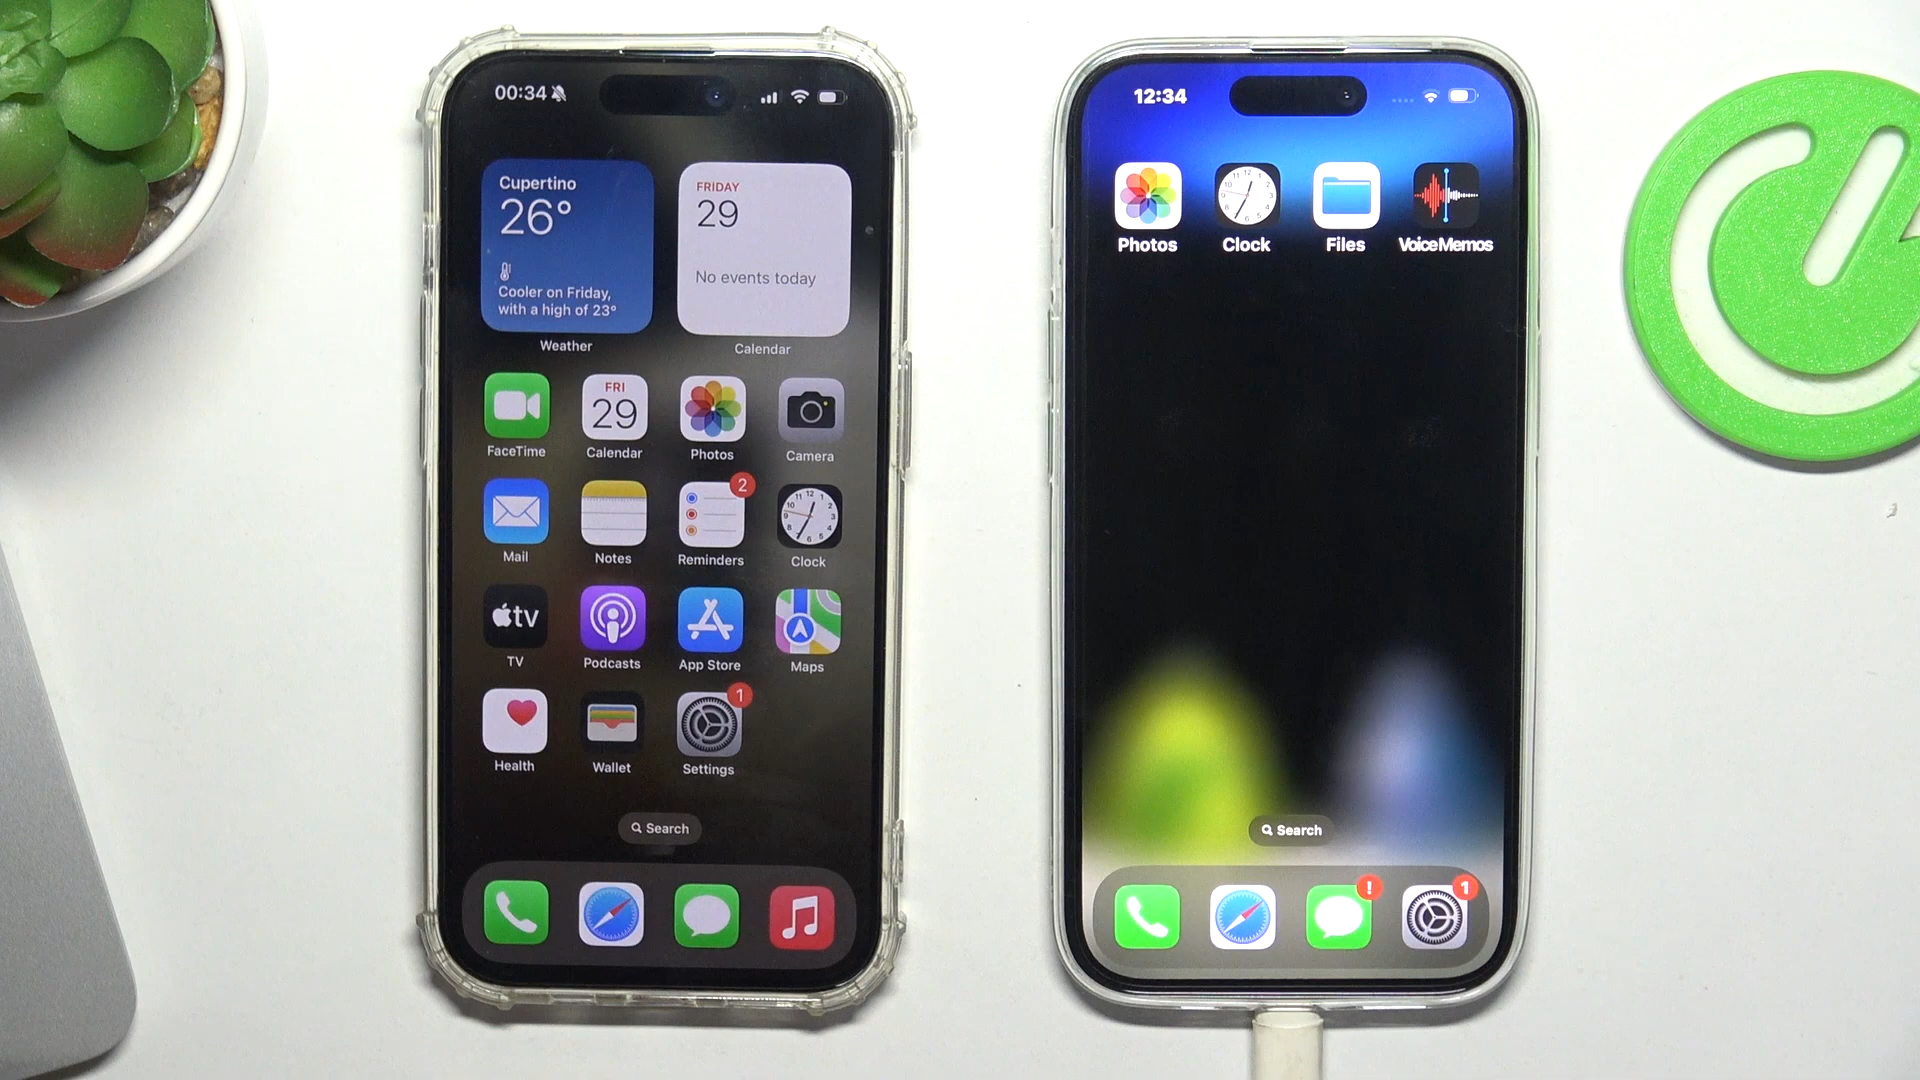 00:34
Cupertino
26°
Cooler on Friday,
with a high of 23°
Weather
FRIDAY
29
No events today
Calendar
FaceTime
FRI
29
Calendar
Photos
Camera
Mail
Notes
2
Reminders
Clock
tv
TV
Podcasts
App Store
Maps
Health
Wallet
1
Settings
Search
12:34
Photos
Clock
Files
Voice Memos
Search
!
1